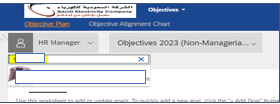 الشركة السعودية للكهرباء
Saudi Electricity Company
Objectives
Objective Plan
Objective Alignment Chart
HR Manager
Objectives 2023 (Non-Manageria...
Use this worksheet to add or update goals. To quickly add a new goal, click the "+ Add Goal" butt